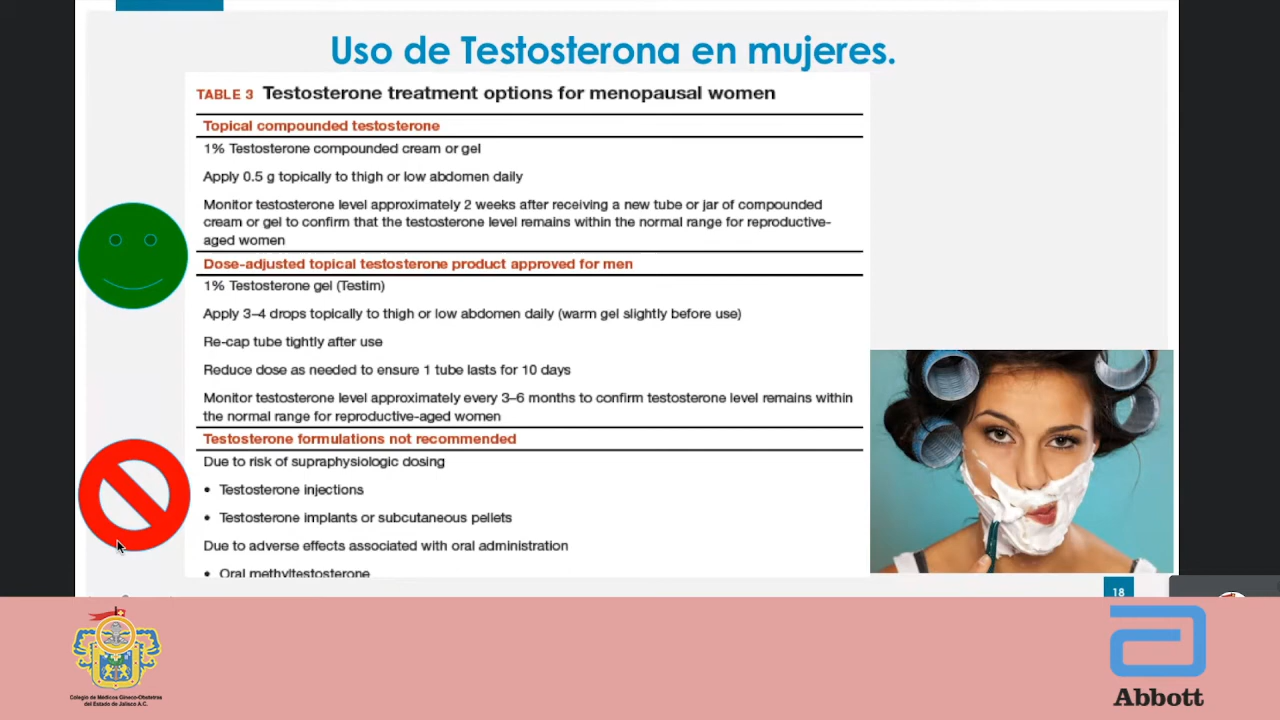 Uso de Testosterona en mujeres.
TABLE 3 Testosterone treatment options for menopausal women
Topical compounded testosterone
1% Testosterone compounded cream or gel
Apply 0.5 g topically to thigh or low abdomen daily
Monitor testosterone level approximately 2 weeks after receiving a new tube or jar of compounded
cream or gel to confirm that the testosterone level remains within the normal range for reproductive-
aged women
Dose-adjusted topical testosterone product approved for men
1% Testosterone gel (Testim)
Apply 3–4 drops topically to thigh or low abdomen daily (warm gel slightly before use)
Re-cap tube tightly after use
Reduce dose as needed to ensure 1 tube lasts for 10 days
Monitor testosterone level approximately every 3–6 months to confirm testosterone level remains within
the normal range for reproductive-aged women
Testosterone formulations not recommended
Due to risk of supraphysiologic dosing
• Testosterone injections
• Testosterone implants or subcutaneous pellets
Due to adverse effects associated with oral administration
• Oral methyltestosterone
18
Colegio de Médicos Gineco-Obstetras
del Estado de Jalisco A.C.
Abbott